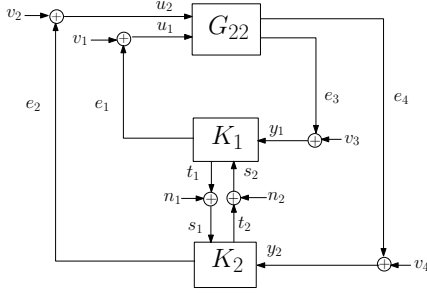 v₂ u₂
G₂₂
v₁ u₁
e₂ e₁ e₃ e₄
K₁ y₁
v₃
t₁ s₂
n₁ n₂
s₁ t₂
K₂ y₂
v₄